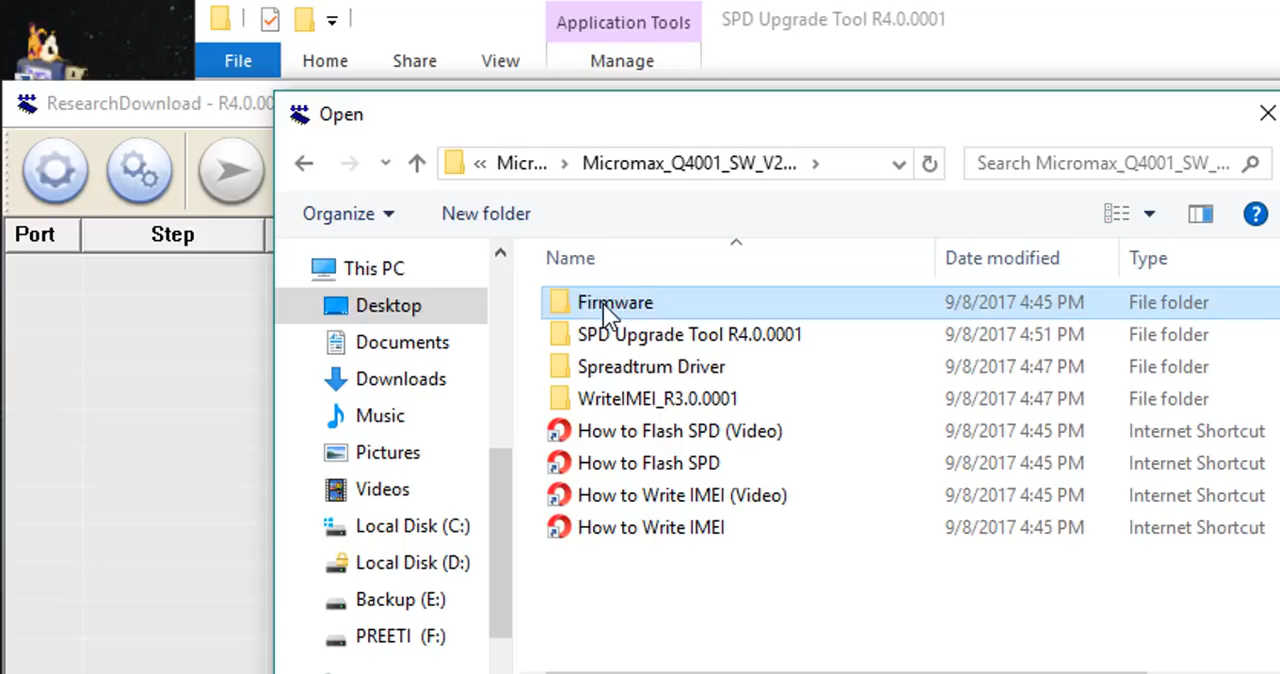 Application Tools
SPD Upgrade Tool R4.0.0001
File
Home
Share
View
Manage
ResearchDownload - R4.0.00
Open
« Micr... › Micromax_Q4001_SW_V2... ›
Search Micromax_Q4001_SW_...
Organize
New folder
Port
Step
Name
Date modified
Type
This PC
Desktop
Documents
Downloads
Music
Pictures
Videos
Local Disk (C:)
Local Disk (D:)
Backup (E:)
PREETI (F:)
Firmware 9/8/2017 4:45 PM File folder
SPD Upgrade Tool R4.0.0001 9/8/2017 4:51 PM File folder
Spreadtrum Driver 9/8/2017 4:47 PM File folder
WriteIMEI_R3.0.0001 9/8/2017 4:47 PM File folder
How to Flash SPD (Video) 9/8/2017 4:45 PM Internet Shortcut
How to Flash SPD 9/8/2017 4:45 PM Internet Shortcut
How to Write IMEI (Video) 9/8/2017 4:45 PM Internet Shortcut
How to Write IMEI 9/8/2017 4:45 PM Internet Shortcut